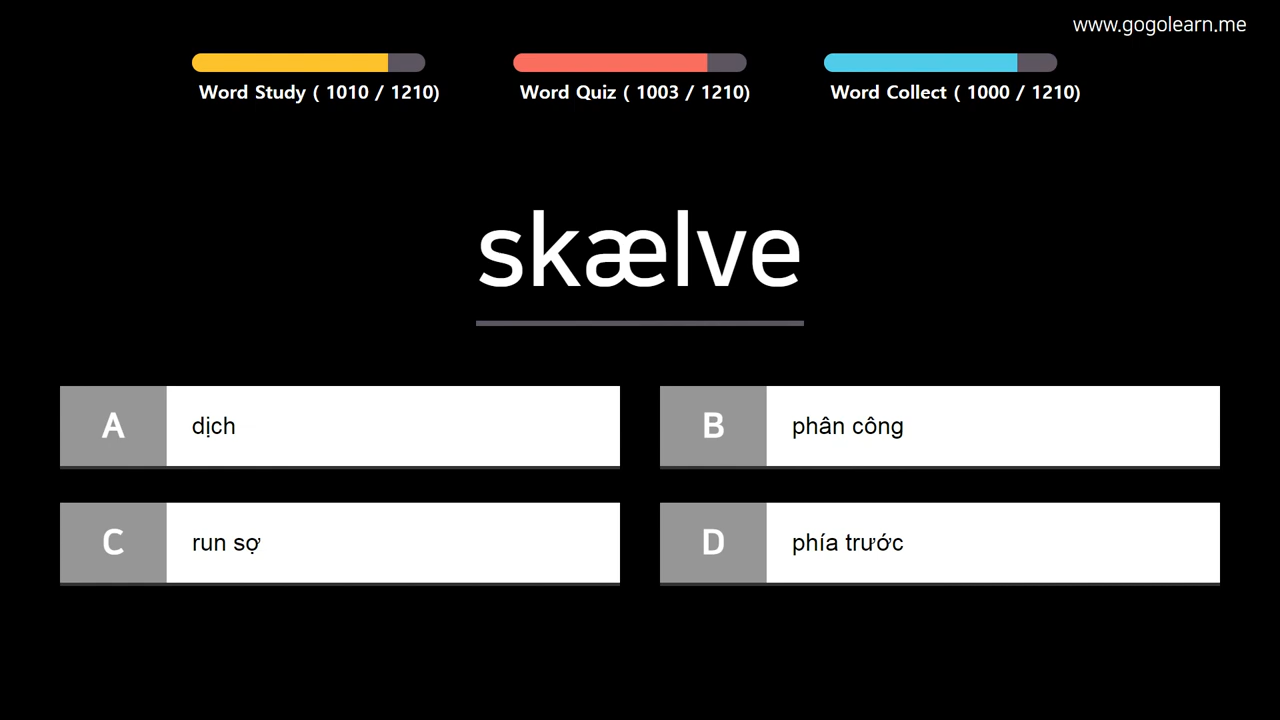 www.gogolearn.me
Word Study ( 1010 / 1210)
Word Quiz ( 1003 / 1210)
Word Collect ( 1000 / 1210)
skælve
A
dịch
B
phân công
C
run sợ
D
phía trước